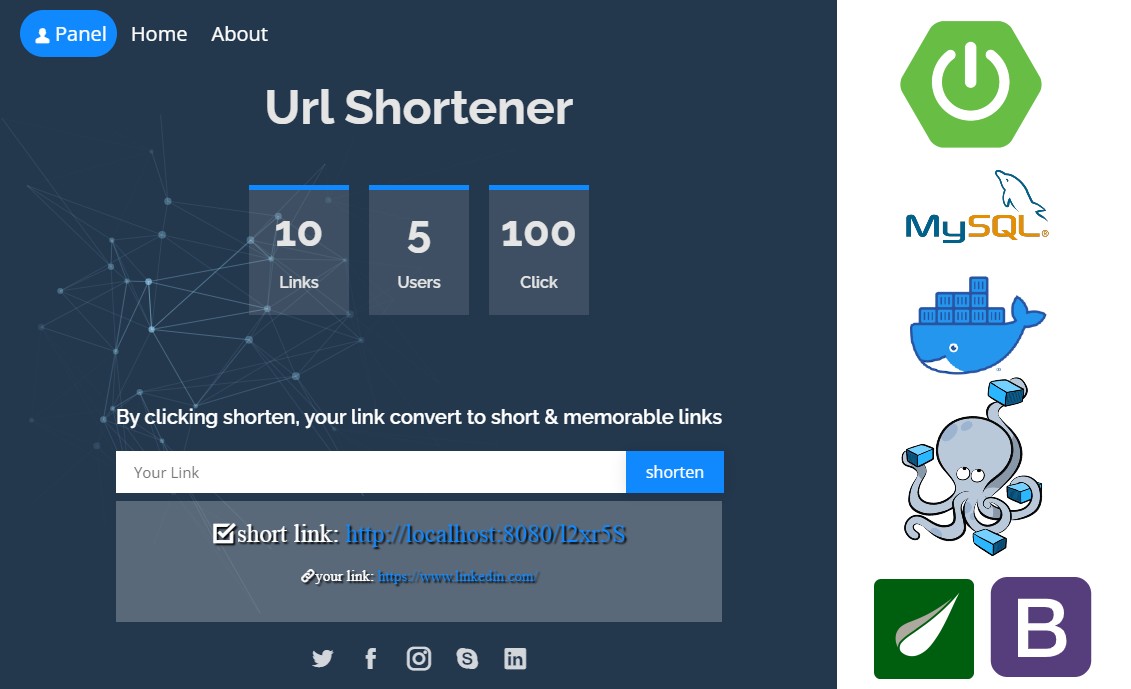 Panel Home About
Url Shortener
10 5 100
Links Users Click
By clicking shorten, your link convert to short & memorable links
Your Link shorten
short link: http://localhost:8080/l2xr5S
your link: https://www.linkedin.com/
MySQL®
B